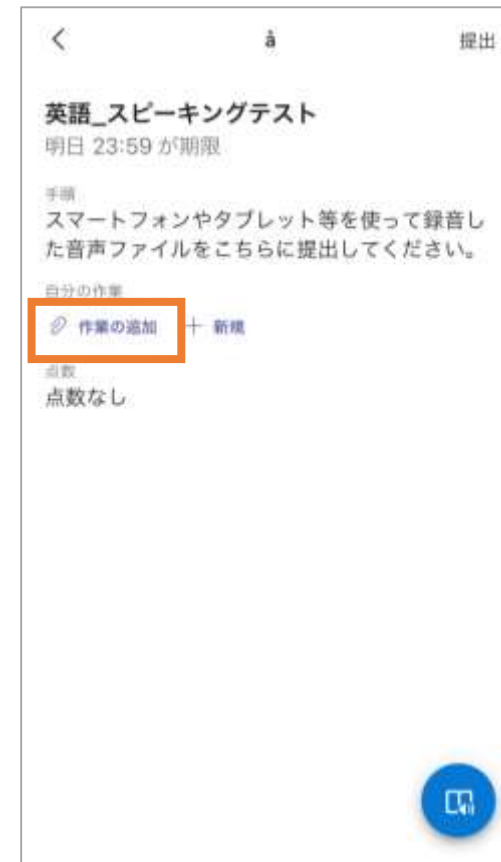 å 提出
英語_スピーキングテスト
明日 23:59 が期限
手順
スマートフォンやタブレット等を使って録音し
た音声ファイルをこちらに提出してください。
自分の作業
作業の追加 + 新規
点数
点数なし